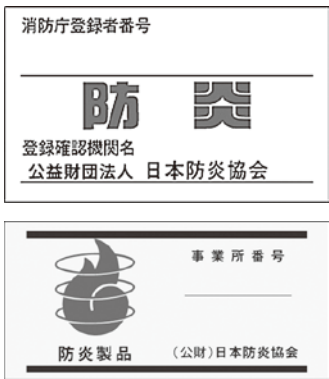 消防庁登録者番号
防炎
登録確認機関名
公益財団法人 日本防炎協会
事業所番号
防炎製品
(公財)日本防炎協会